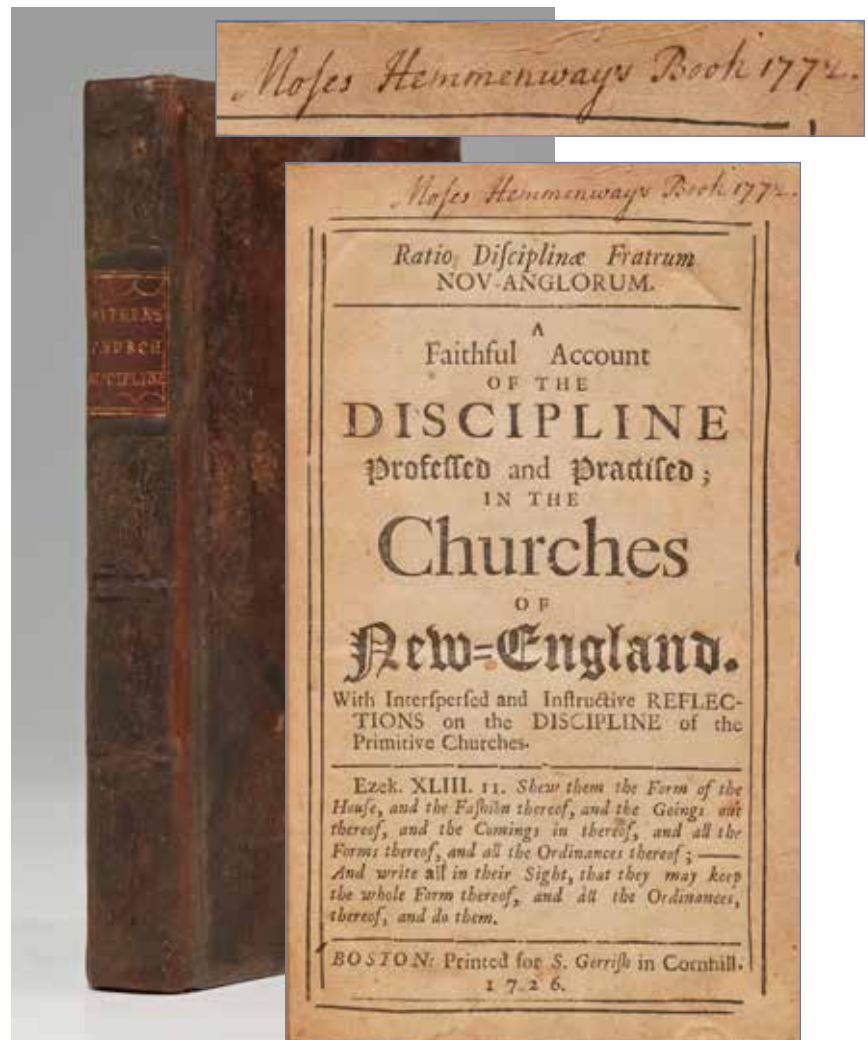 Moſes Hemmenways Book 1772.
MATHERS
CHURCH
DISCIPLINE
Moſes Hemmenways Book 1772.
Ratio Diſciplinæ Fratrum
NOV-ANGLORUM.
A
Faithful Account
OF THE
DISCIPLINE
Profeſſed and Practiſed;
IN THE
Churches
OF
New-England.
With Interſperſed and Inſtructive REFLEC-
TIONS on the DISCIPLINE of the
Primitive Churches.
Ezek. XLIII. 11. Shew them the Form of the
Houſe, and the Faſhion thereof, and the Goings out
thereof, and the Comings in thereof, and all the
Forms thereof, and all the Ordinances thereof; ——
And write all in their Sight, that they may keep
the whole Form thereof, and all the Ordinances,
thereof, and do them.
BOSTON: Printed for S. Gerriſh in Cornhill.
1726.